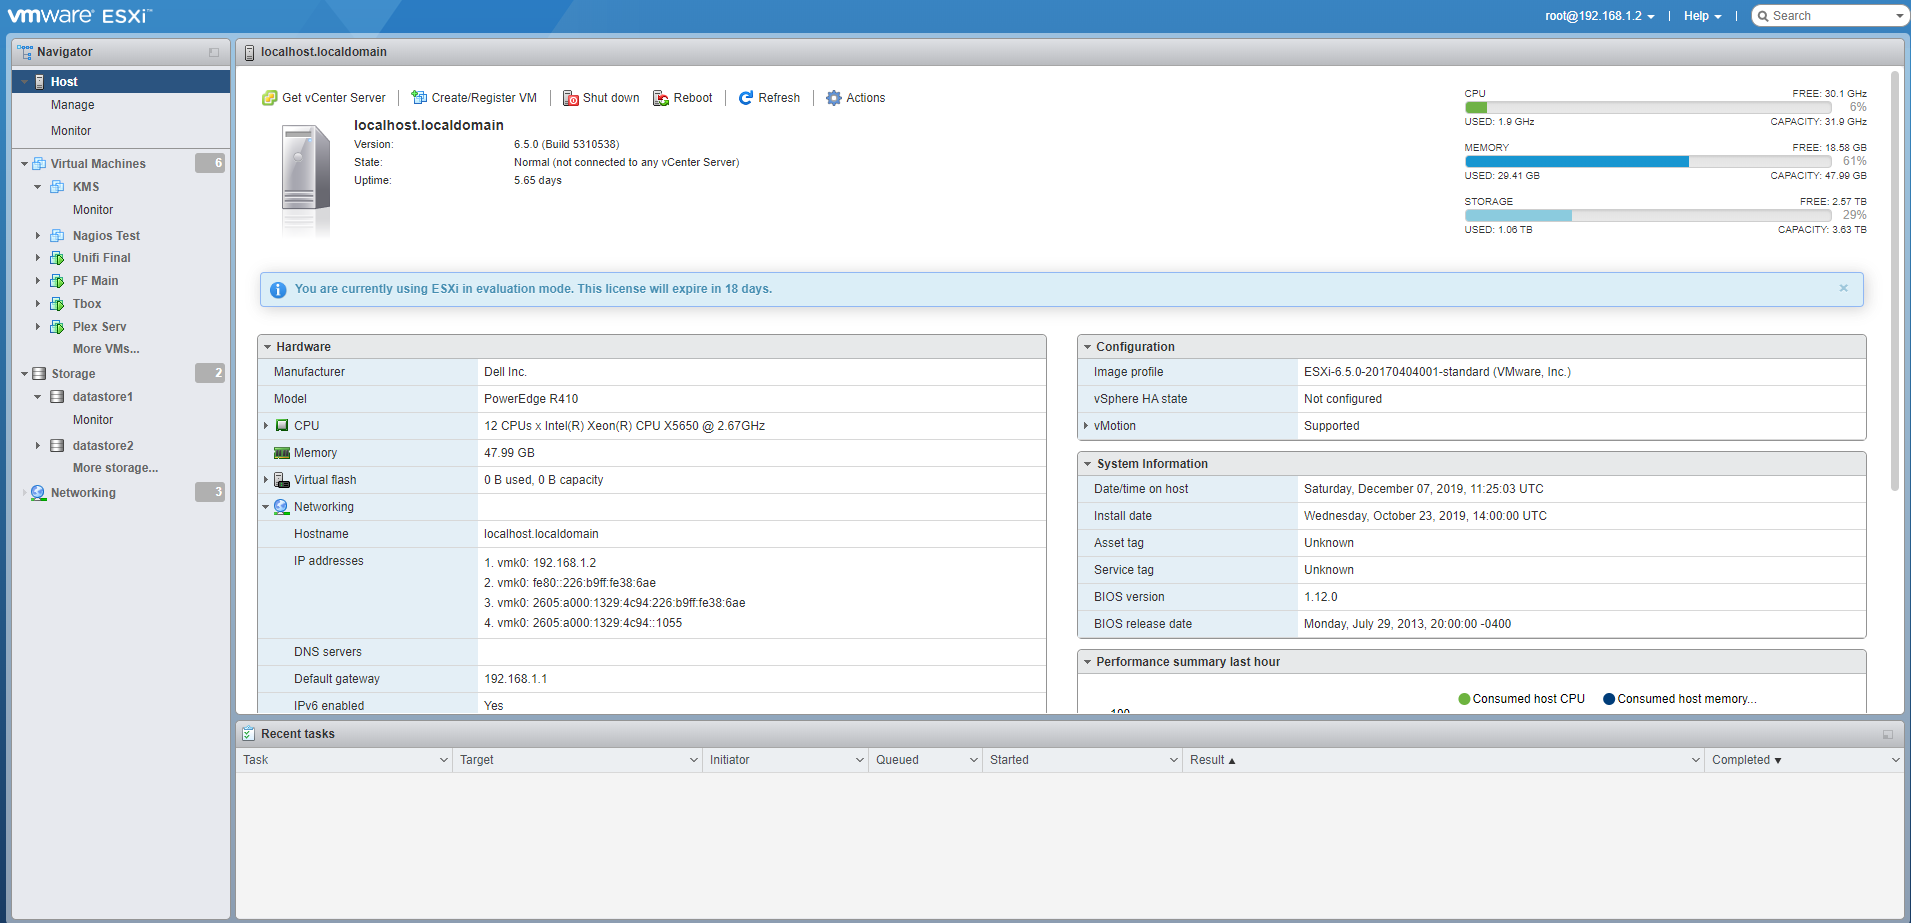 vmware ESXi™
root@192.168.1.2 | Help | Search
Navigator
Host
Manage
Monitor
Virtual Machines 6
KMS
Monitor
Nagios Test
Unifi Final
PF Main
Tbox
Plex Serv
More VMs...
Storage 2
datastore1
Monitor
datastore2
More storage...
Networking 3
localhost.localdomain
Get vCenter Server | Create/Register VM | Shut down Reboot | Refresh | Actions
localhost.localdomain
Version: 6.5.0 (Build 5310538)
State: Normal (not connected to any vCenter Server)
Uptime: 5.65 days
CPU FREE: 30.1 GHz
6%
USED: 1.9 GHz CAPACITY: 31.9 GHz
MEMORY FREE: 18.58 GB
61%
USED: 29.41 GB CAPACITY: 47.99 GB
STORAGE FREE: 2.57 TB
29%
USED: 1.06 TB CAPACITY: 3.63 TB
You are currently using ESXi in evaluation mode. This license will expire in 18 days.
Hardware
Manufacturer Dell Inc.
Model PowerEdge R410
CPU 12 CPUs x Intel(R) Xeon(R) CPU X5650 @ 2.67GHz
Memory 47.99 GB
Virtual flash 0 B used, 0 B capacity
Networking
Hostname localhost.localdomain
IP addresses 1. vmk0: 192.168.1.2
2. vmk0: fe80::226:b9ff:fe38:6ae
3. vmk0: 2605:a000:1329:4c94:226:b9ff:fe38:6ae
4. vmk0: 2605:a000:1329:4c94::1055
DNS servers
Default gateway 192.168.1.1
IPv6 enabled Yes
Configuration
Image profile ESXi-6.5.0-20170404001-standard (VMware, Inc.)
vSphere HA state Not configured
vMotion Supported
System Information
Date/time on host Saturday, December 07, 2019, 11:25:03 UTC
Install date Wednesday, October 23, 2019, 14:00:00 UTC
Asset tag Unknown
Service tag Unknown
BIOS version 1.12.0
BIOS release date Monday, July 29, 2013, 20:00:00 -0400
Performance summary last hour
Consumed host CPU Consumed host memory...
100
Recent tasks
Task Target Initiator Queued Started Result Completed